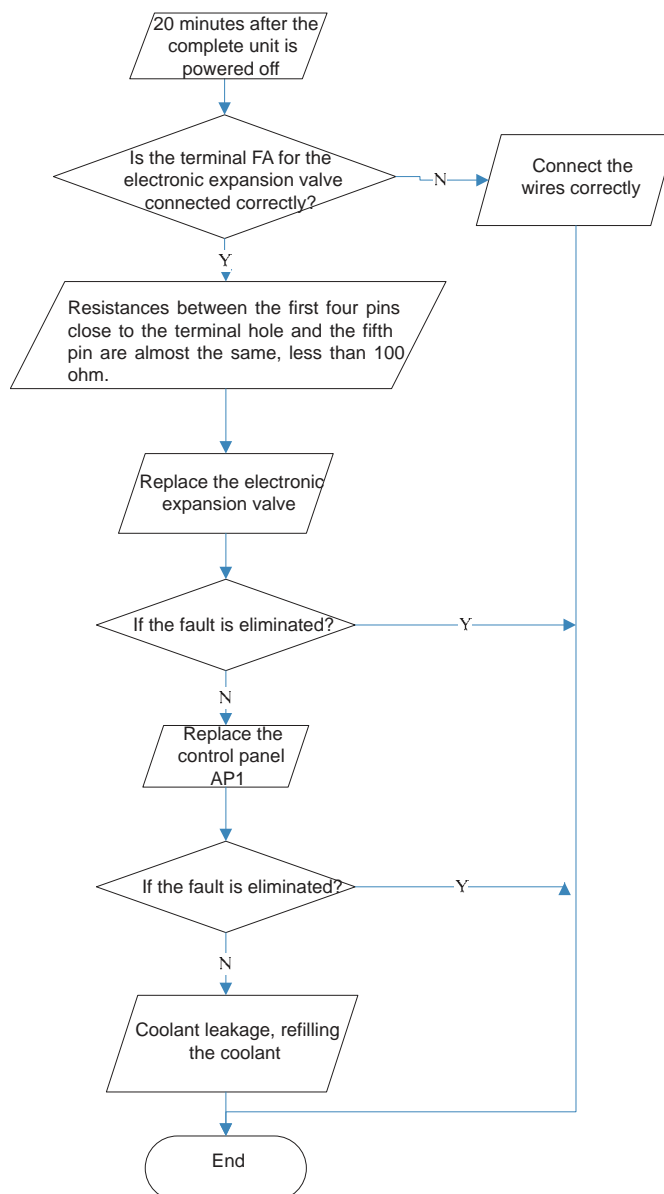 20 minutes after the
complete unit is
powered off
Is the terminal FA for the
electronic expansion valve
connected correctly?
N
Connect the
wires correctly
Y
Resistances between the first four pins
close to the terminal hole and the fifth
pin are almost the same, less than 100
ohm.
Replace the electronic
expansion valve
If the fault is eliminated?
Y
N
Replace the
control panel
AP1
If the fault is eliminated?
Y
N
Coolant leakage, refilling
the coolant
End